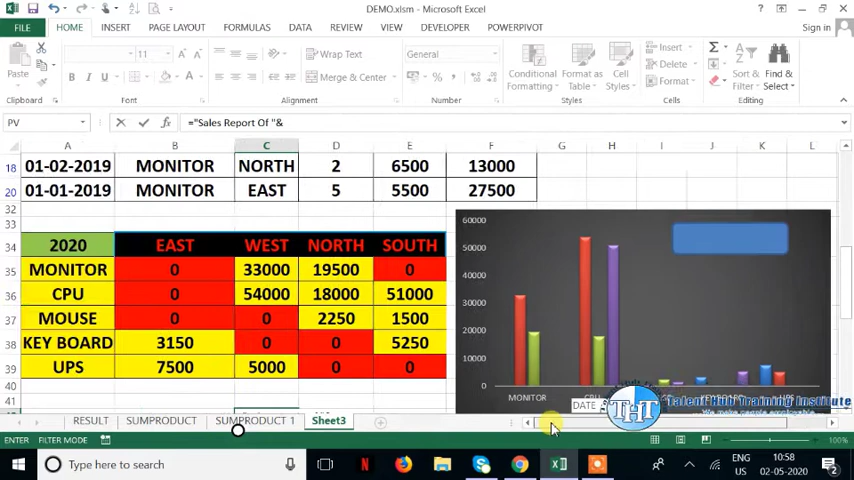 DEMO.xlsm - Microsoft Excel
FILE HOME INSERT PAGE LAYOUT FORMULAS DATA REVIEW VIEW DEVELOPER POWERPIVOT Sign in
Paste 11 Wrap Text General Conditional Format as Cell Insert Sort & Find &
Merge & Center Formatting Table Styles Delete Filter Select
Format
Clipboard Font Alignment Number Styles Cells Editing
PV ="Sales Report Of "&
A B C D E F G H I J K L
18 01-02-2019 MONITOR NORTH 2 6500 13000
20 01-01-2019 MONITOR EAST 5 5500 27500
32
33
34 2020 EAST WEST NORTH SOUTH
35 MONITOR 0 33000 19500 0
36 CPU 0 54000 18000 51000
37 MOUSE 0 0 2250 1500
38 KEY BOARD 3150 0 0 5250
39 UPS 7500 5000 0 0
40
41
60000
50000
40000
30000
20000
10000
0
MONITOR CPU
DATE
THT Talent Hub Training Institute
We make people employable
RESULT SUMPRODUCT SUMPRODUCT 1 Sheet3
ENTER FILTER MODE
Type here to search
ENG 10:58
US 02-05-2020